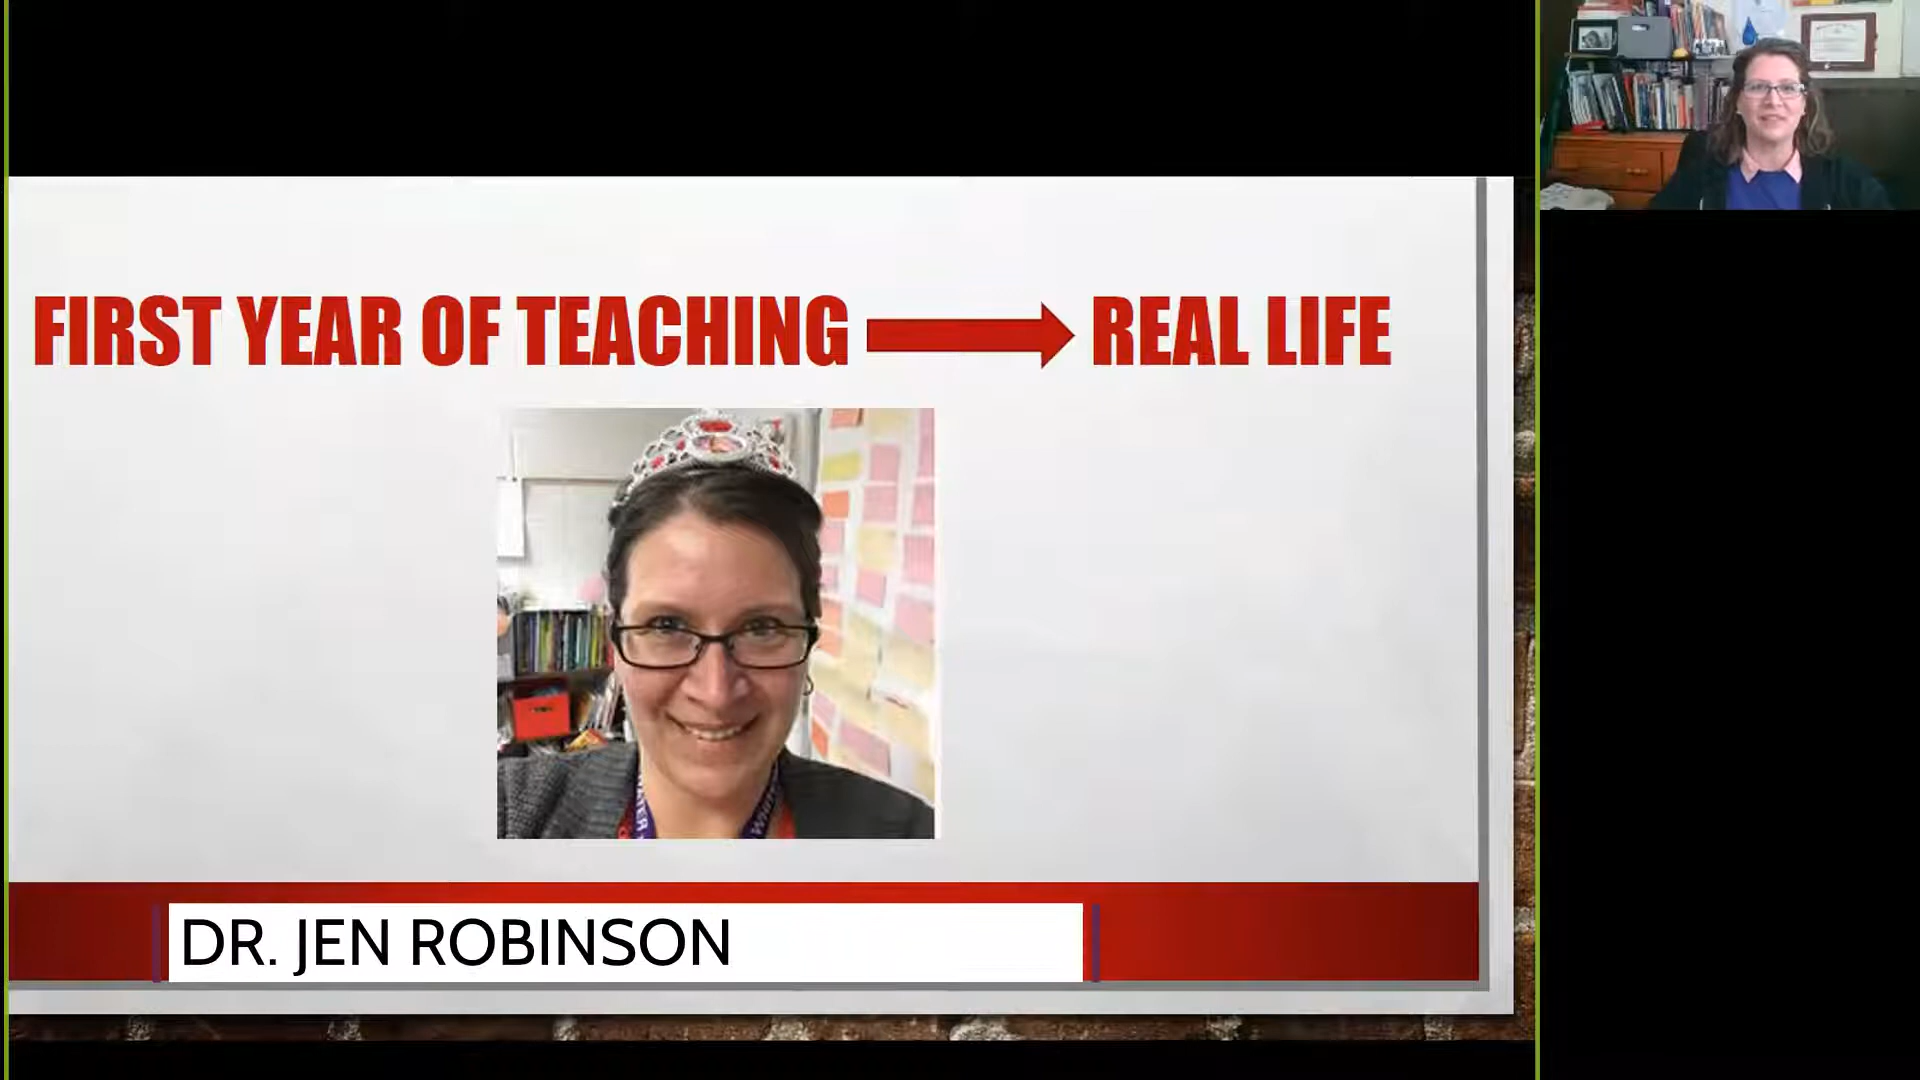 FIRST YEAR OF TEACHING REAL LIFE
DR. JEN ROBINSON